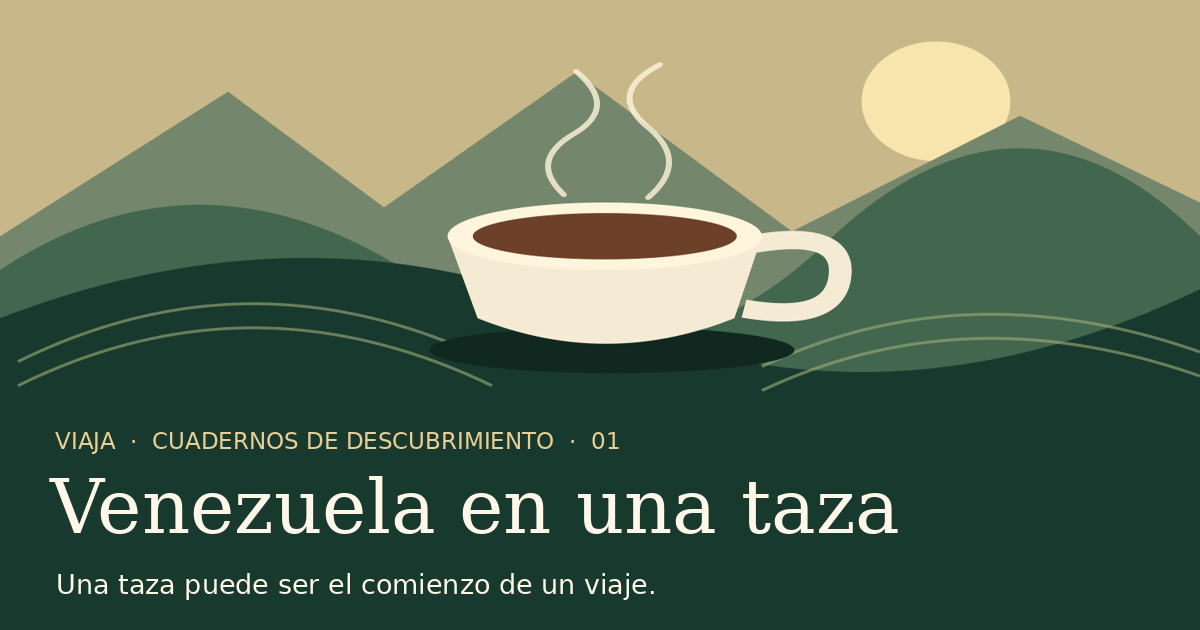 VIAJA · CUADERNOS DE DESCUBRIMIENTO · 01
Venezuela en una taza
Una taza puede ser el comienzo de un viaje.